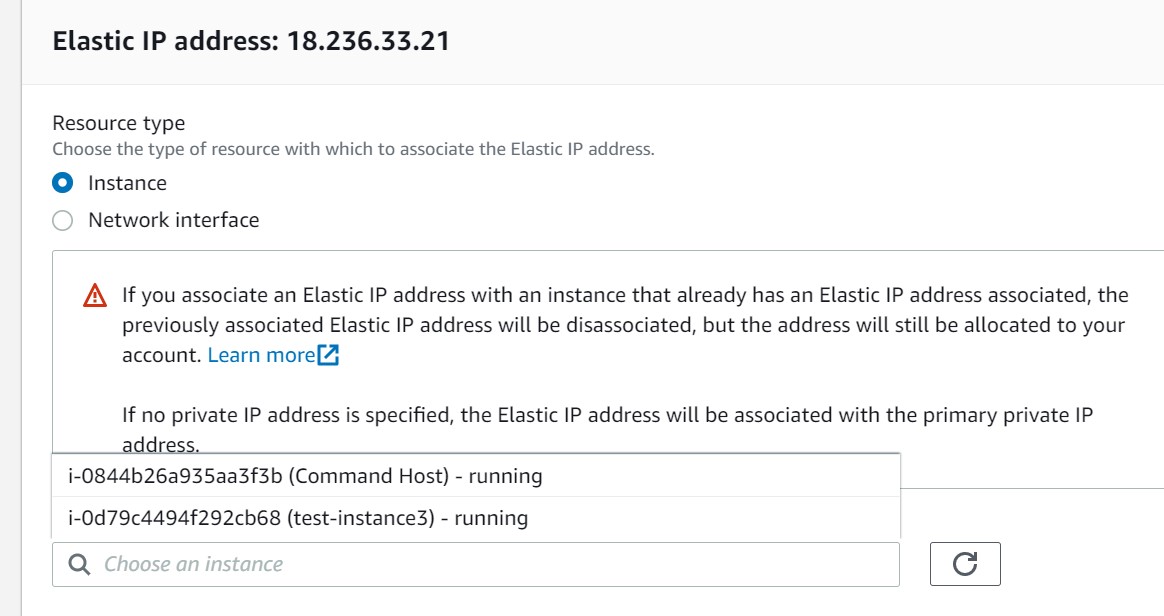 Elastic IP address: 18.236.33.21
Resource type
Choose the type of resource with which to associate the Elastic IP address.
Instance
Network interface
If you associate an Elastic IP address with an instance that already has an Elastic IP address associated, the
previously associated Elastic IP address will be disassociated, but the address will still be allocated to your
account. Learn more
If no private IP address is specified, the Elastic IP address will be associated with the primary private IP
address.
i-0844b26a935aa3f3b (Command Host) - running
i-0d79c4494f292cb68 (test-instance3) - running
Choose an instance